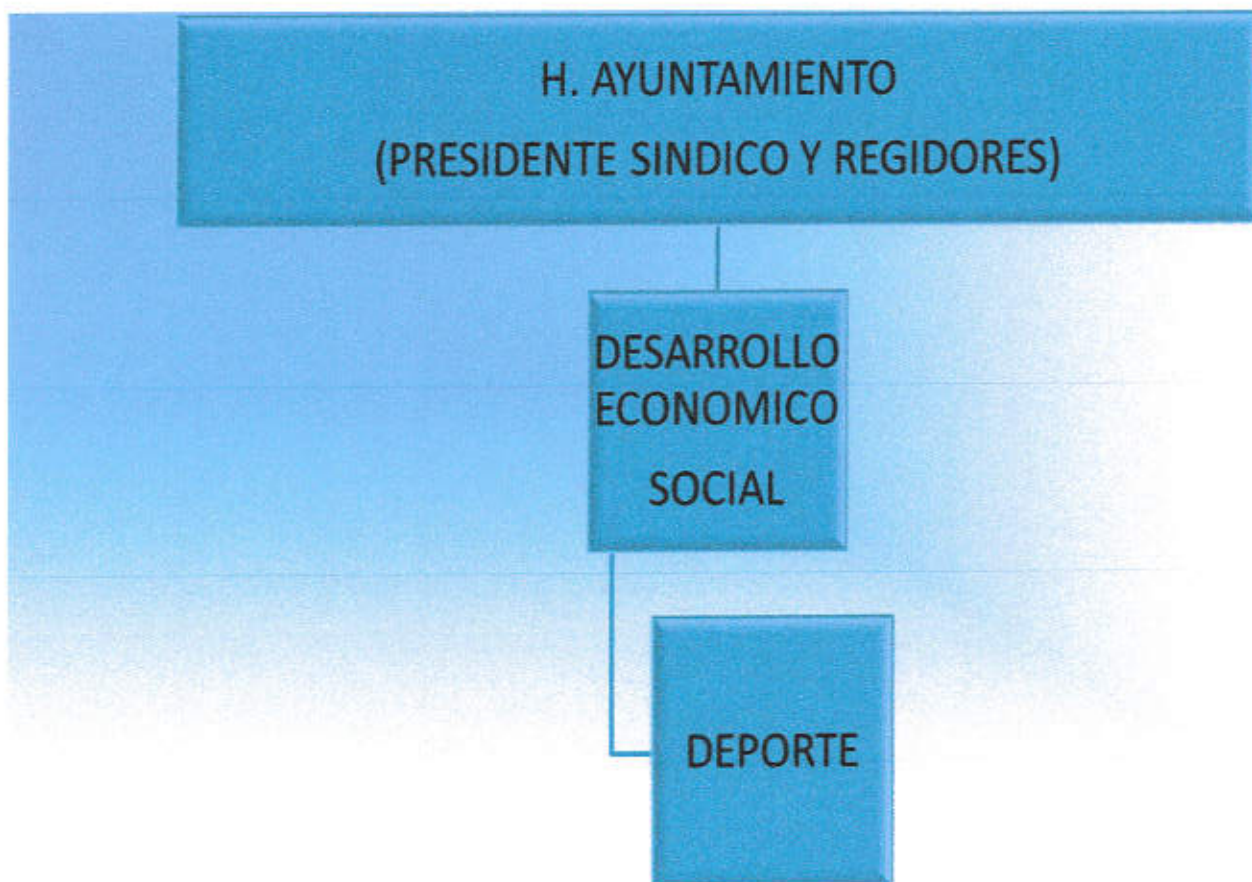 H. AYUNTAMIENTO
(PRESIDENTE SINDICO Y REGIDORES)
DESARROLLO
ECONOMICO
SOCIAL
DEPORTE